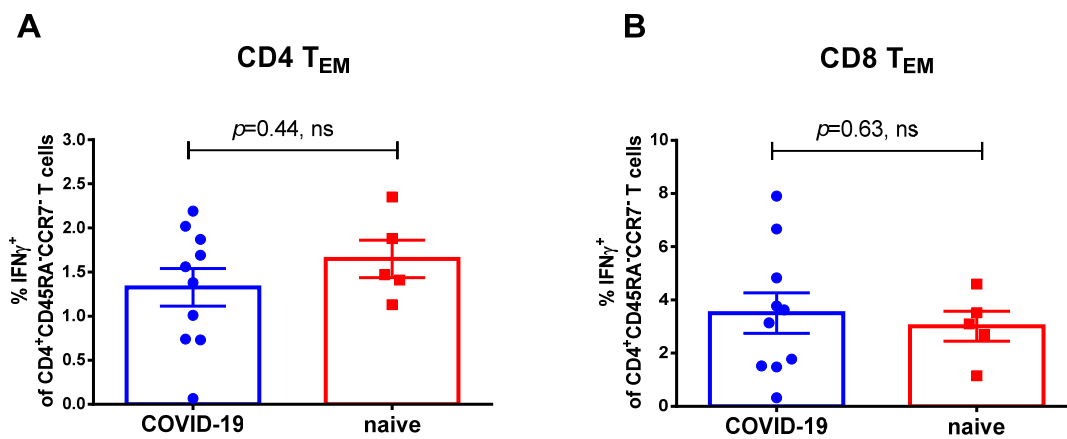 A
CD4 TEM
p=0.44, ns
% IFNγ+
of CD4+CD45RA-CCR7- T cells
3.0
2.5
2.0
1.5
1.0
0.5
0.0
COVID-19
naive
B
CD8 TEM
p=0.63, ns
% IFNγ+
of CD4+CD45RA-CCR7- T cells
10
8
6
4
2
0
COVID-19
naive